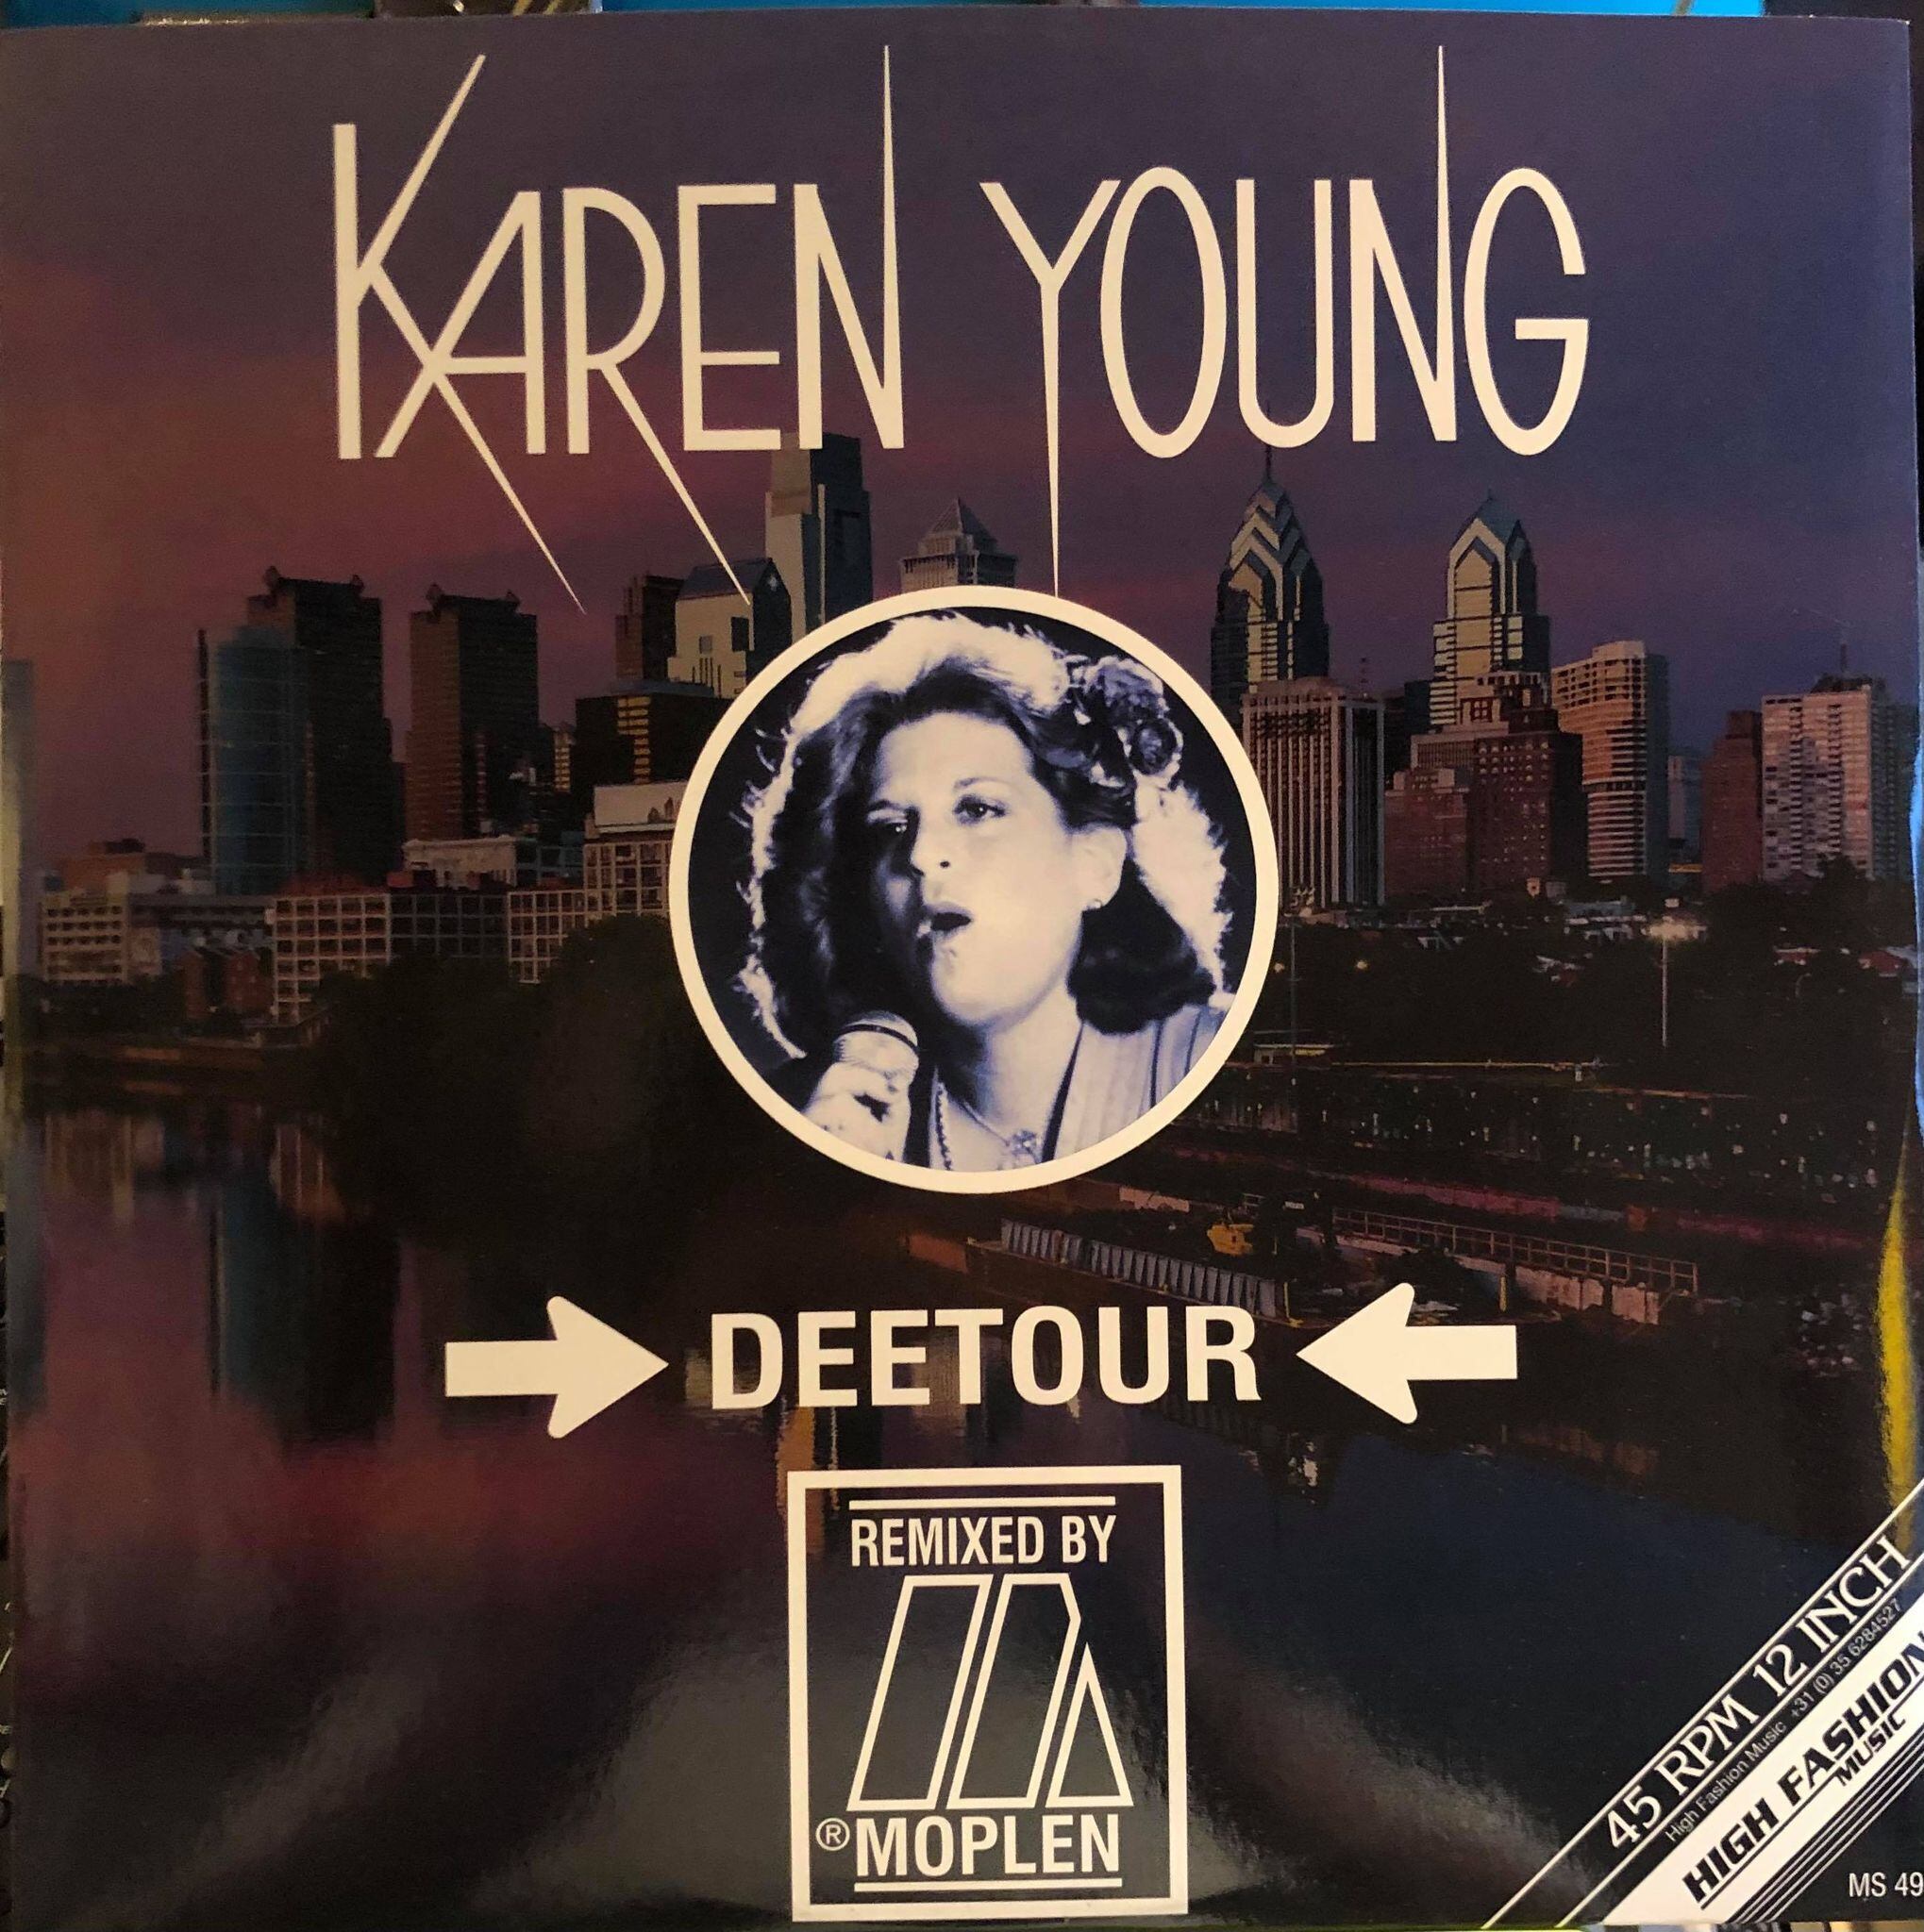 KAREN YOUNG
DEETOUR
REMIXED BY
®MOPLEN
45 RPM 12 INCH
High Fashion Music +31 (0) 35 6284527
HIGH FASHION
MUSIC
MS 49